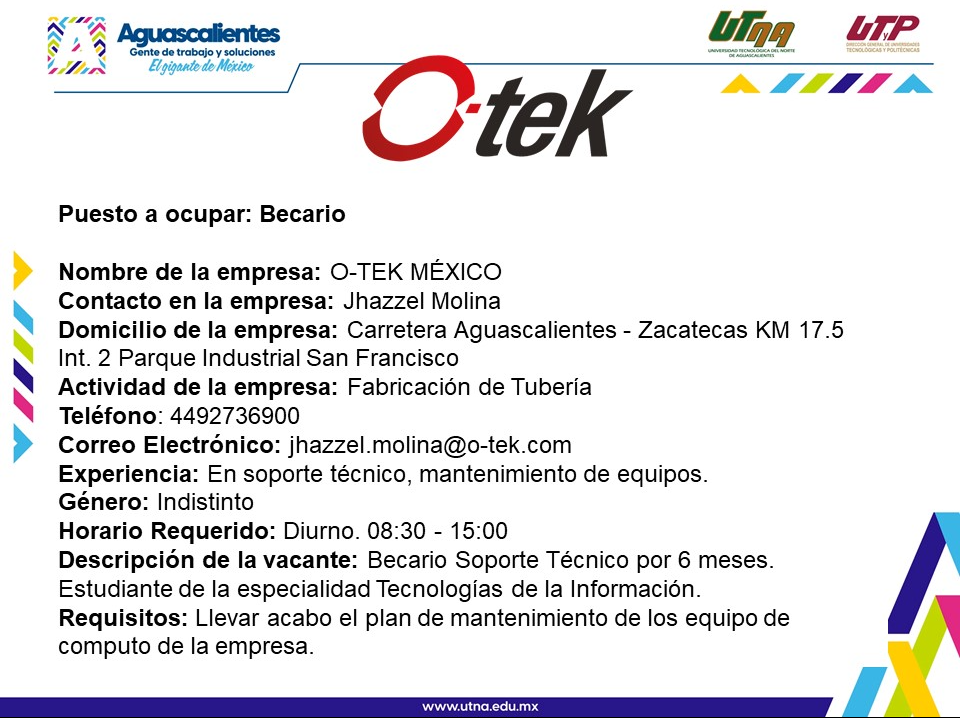 Aguascalientes
Gente de trabajo y soluciones
El gigante de México
UTNA
UNIVERSIDAD TECNOLÓGICA DEL NORTE
DE AGUASCALIENTES
UTyP
DIRECCIÓN GENERAL DE UNIVERSIDADES
TECNOLÓGICAS Y POLITÉCNICAS
O-tek
Puesto a ocupar: Becario
Nombre de la empresa: O-TEK MÉXICO
Contacto en la empresa: Jhazzel Molina
Domicilio de la empresa: Carretera Aguascalientes - Zacatecas KM 17.5
Int. 2 Parque Industrial San Francisco
Actividad de la empresa: Fabricación de Tubería
Teléfono: 4492736900
Correo Electrónico: jhazzel.molina@o-tek.com
Experiencia: En soporte técnico, mantenimiento de equipos.
Género: Indistinto
Horario Requerido: Diurno. 08:30 - 15:00
Descripción de la vacante: Becario Soporte Técnico por 6 meses.
Estudiante de la especialidad Tecnologías de la Información.
Requisitos: Llevar acabo el plan de mantenimiento de los equipo de
computo de la empresa.
www.utna.edu.mx